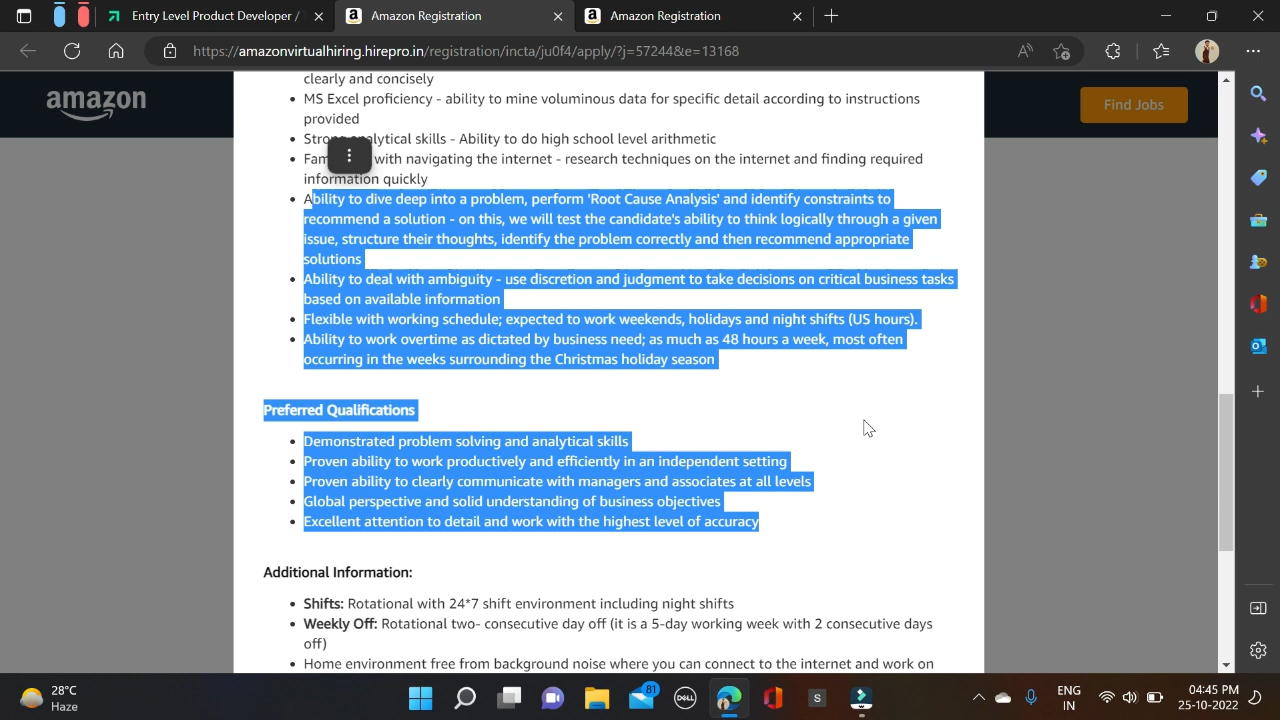 Entry Level Product Developer /
Amazon Registration
Amazon Registration
https://amazonvirtualhiring.hirepro.in/registration/incta/ju0f4/apply/?j=57244&e=13168
amazon
Find Jobs
clearly and concisely
MS Excel proficiency - ability to mine voluminous data for specific detail according to instructions
provided
analytical skills - Ability to do high school level arithmetic
with navigating the internet - research techniques on the internet and finding required
information quickly
Ability to dive deep into a problem, perform 'Root Cause Analysis' and identify constraints to
recommend a solution - on this, we will test the candidate's ability to think logically through a given
issue, structure their thoughts, identify the problem correctly and then recommend appropriate
solutions
Ability to deal with ambiguity - use discretion and judgment to take decisions on critical business tasks
based on available information
Flexible with working schedule; expected to work weekends, holidays and night shifts (US hours).
Ability to work overtime as dictated by business need; as much as 48 hours a week, most often
occurring in the weeks surrounding the Christmas holiday season
Preferred Qualifications
Demonstrated problem solving and analytical skills
Proven ability to work productively and efficiently in an independent setting
Proven ability to clearly communicate with managers and associates at all levels
Global perspective and solid understanding of business objectives
Excellent attention to detail and work with the highest level of accuracy
Additional Information:
Shifts: Rotational with 24*7 shift environment including night shifts
Weekly Off: Rotational two- consecutive day off (it is a 5-day working week with 2 consecutive days
off)
Home environment free from background noise where you can connect to the internet and work on
28°C
Haze
81
DELL
S
ENG
IN
04:45 PM
25-10-2022